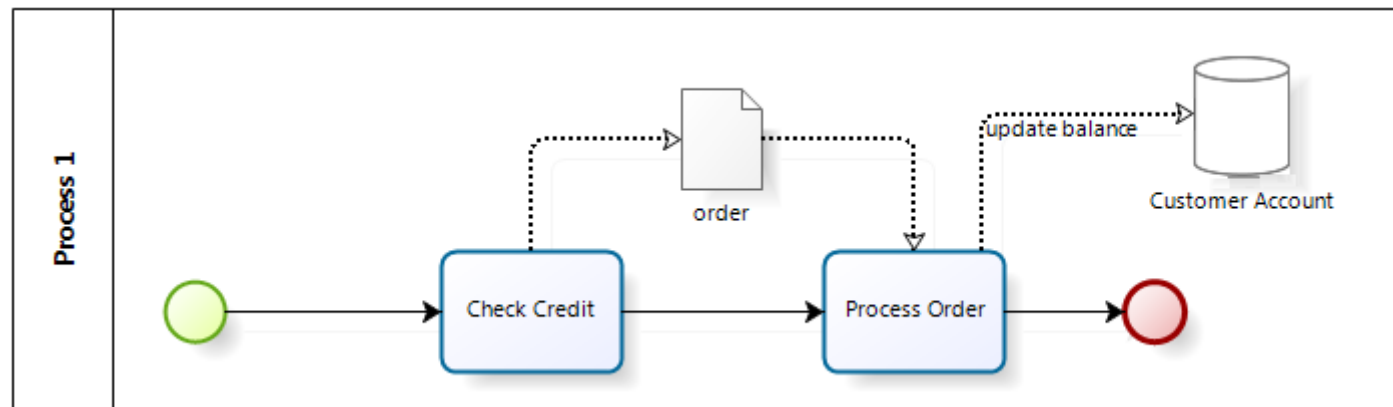 Process 1
update balance
order
Customer Account
Check Credit
Process Order